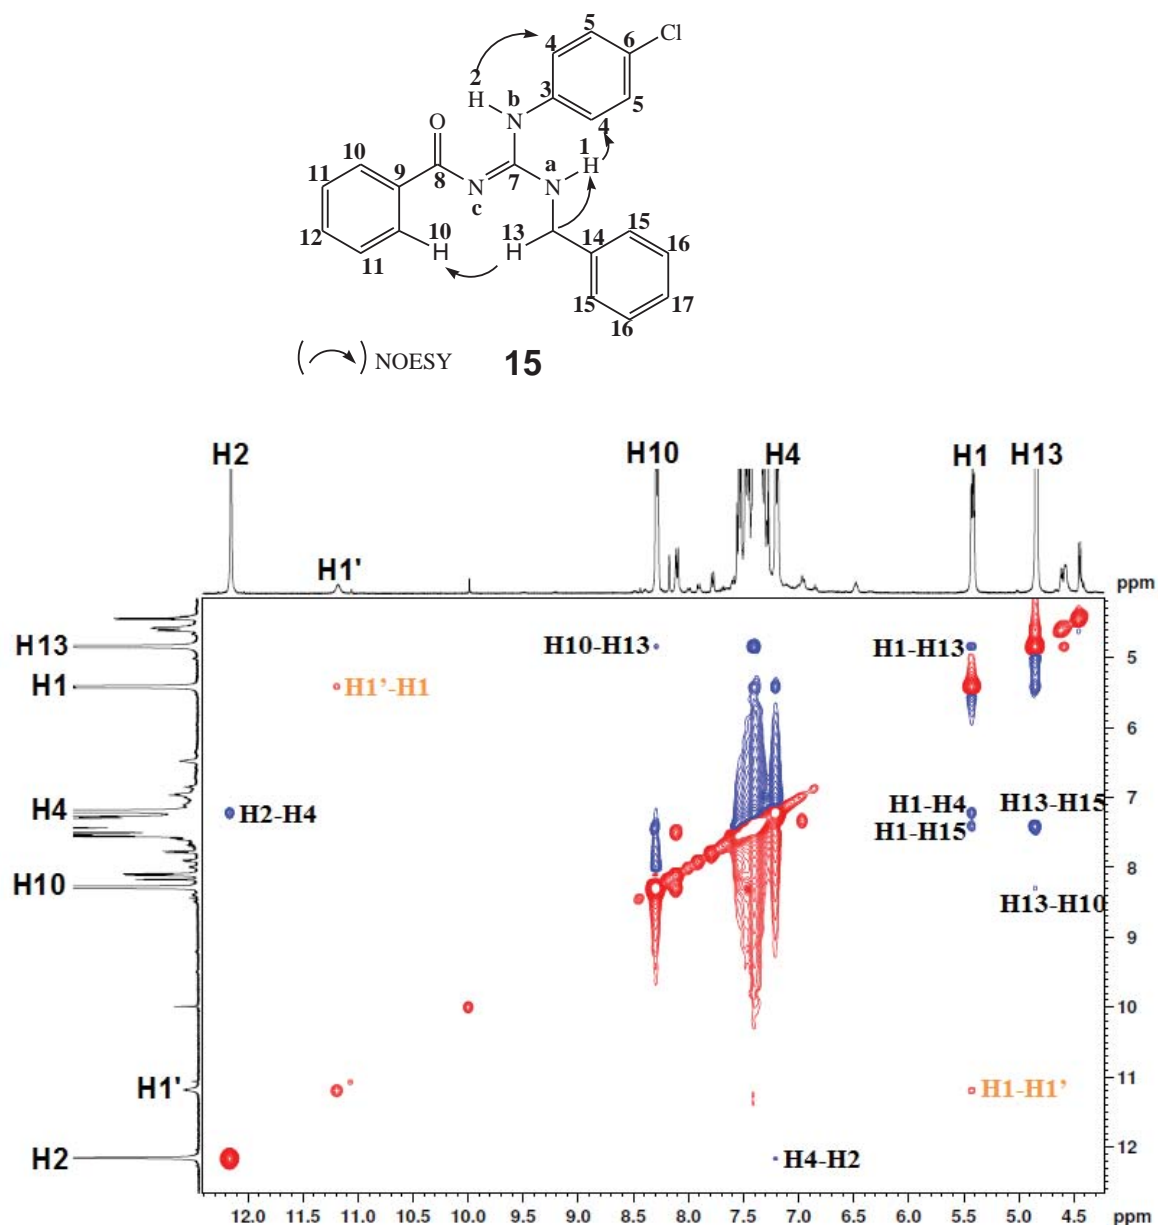 5
4
6
Cl
2
H
b
N
3
5
O
4
1
10
a
H
11
9
N
8
N
7
c
10
13
15
12
H
H
14
16
11
15
17
16
( ) NOESY 15
H2
H10
H4
H1
H13
H1'
ppm
H13
H10-H13
H1-H13
5
H1
H1'-H1
6
H4
H2-H4
H1-H4
H13-H15
7
H1-H15
8
H10
H13-H10
9
10
H1'
H1-H1'
11
H2
H4-H2
12
12.0 11.5 11.0 10.5 10.0 9.5 9.0 8.5 8.0 7.5 7.0 6.5 6.0 5.5 5.0 4.5 ppm